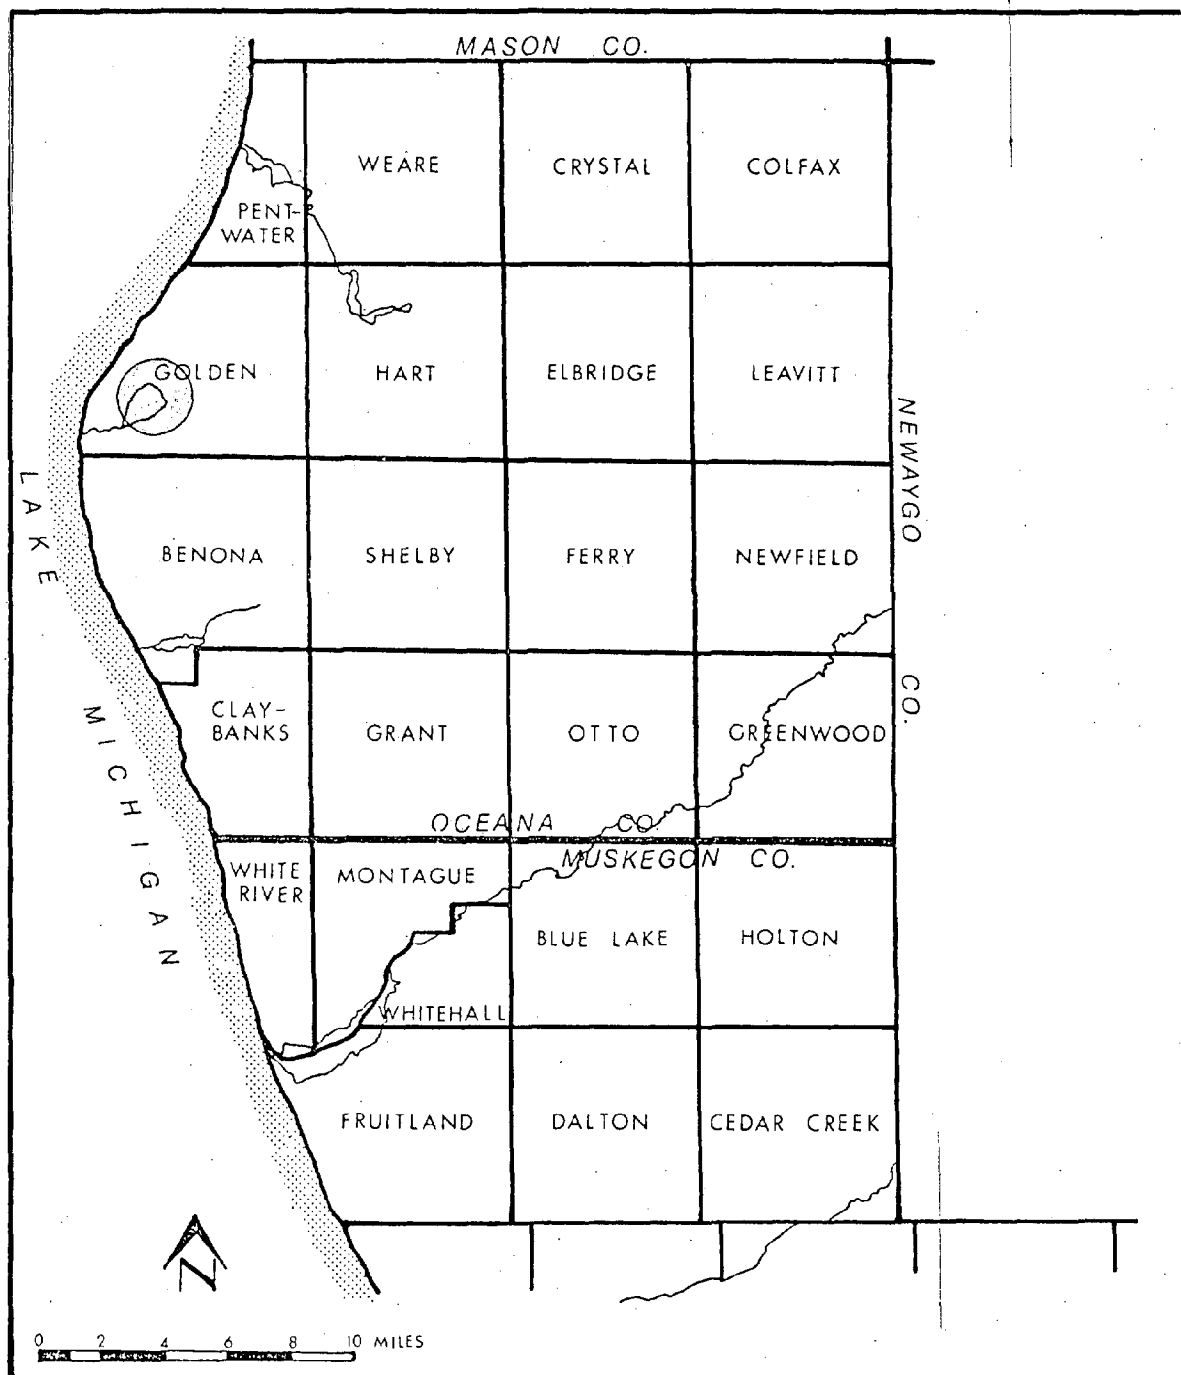 MASON CO.
WEARE CRYSTAL COLFAX
PENT-
WATER
GOLDEN HART ELBRIDGE LEAVITT
NEWAYGO CO.
LAKE MICHIGAN
BENONA SHELBY FERRY NEWFIELD
CLAY-
BANKS GRANT OTTO GREENWOOD
OCEANA CO.
MUSKEGON CO.
WHITE
RIVER
MONTAGUE
BLUE LAKE HOLTON
WHITEHALL
FRUITLAND DALTON CEDAR CREEK
N
0 2 4 6 8 10 MILES